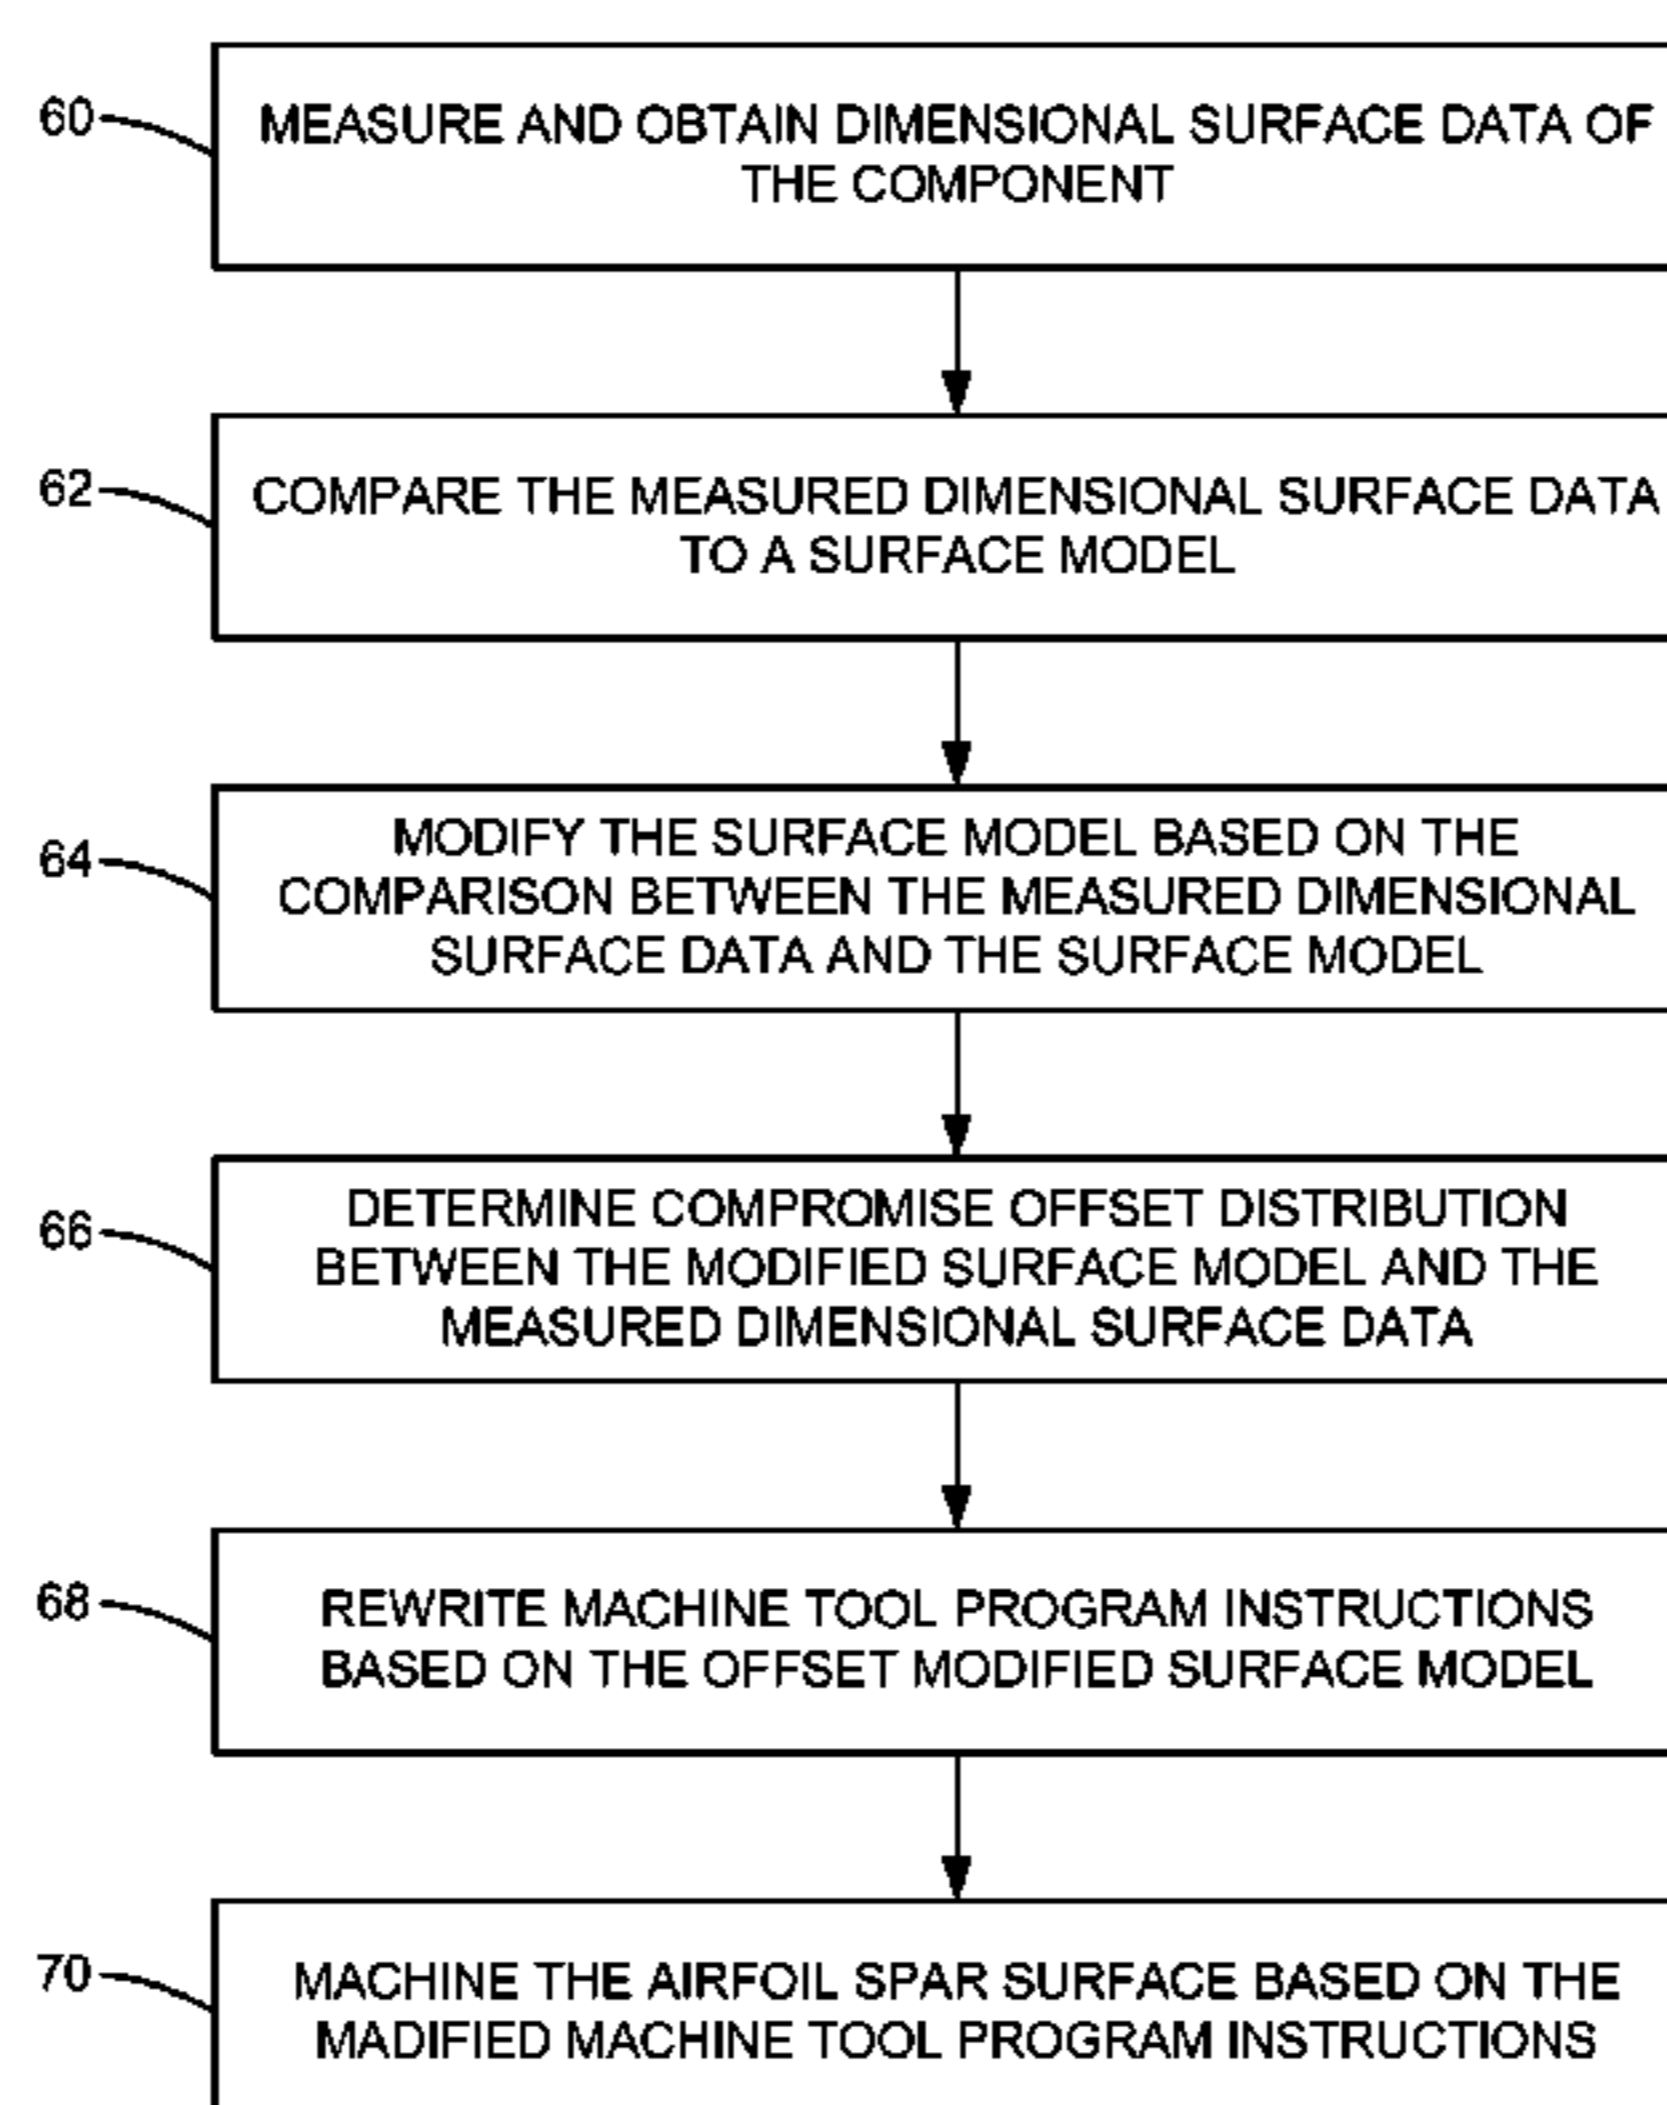 60
MEASURE AND OBTAIN DIMENSIONAL SURFACE DATA OF
THE COMPONENT
62
COMPARE THE MEASURED DIMENSIONAL SURFACE DATA
TO A SURFACE MODEL
64
MODIFY THE SURFACE MODEL BASED ON THE
COMPARISON BETWEEN THE MEASURED DIMENSIONAL
SURFACE DATA AND THE SURFACE MODEL
66
DETERMINE COMPROMISE OFFSET DISTRIBUTION
BETWEEN THE MODIFIED SURFACE MODEL AND THE
MEASURED DIMENSIONAL SURFACE DATA
68
REWRITE MACHINE TOOL PROGRAM INSTRUCTIONS
BASED ON THE OFFSET MODIFIED SURFACE MODEL
70
MACHINE THE AIRFOIL SPAR SURFACE BASED ON THE
MADIFIED MACHINE TOOL PROGRAM INSTRUCTIONS